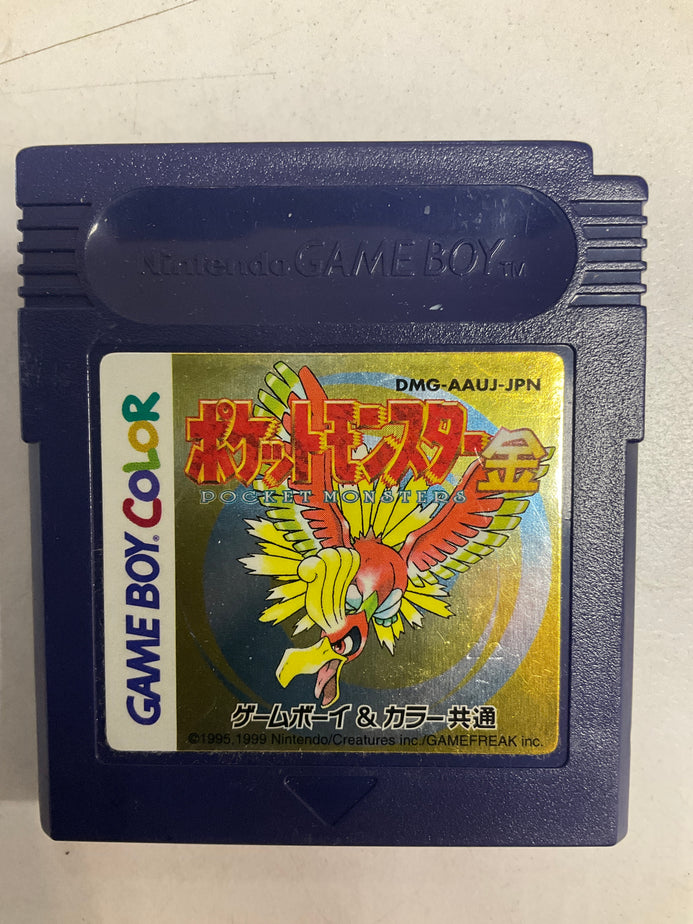 Nintendo GAME BOY™
GAME BOY® COLOR
DMG-AAUJ-JPN
ポケットモンスター金
POCKET MONSTERS
ゲームボーイ&カラー共通
©1995,1999 Nintendo/Creatures inc./GAMEFREAK inc.